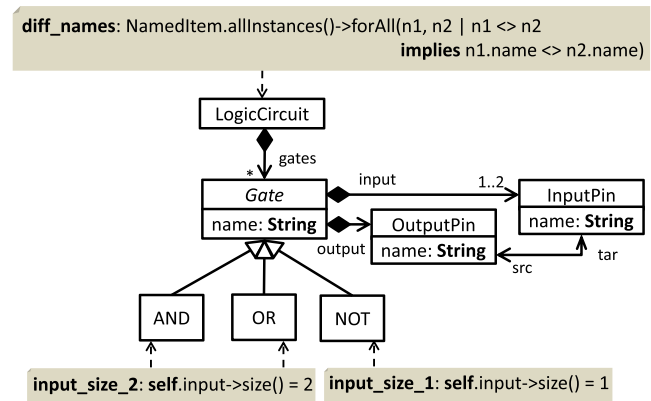 diff_names: NamedItem.allInstances()->forAll(n1, n2 | n1 <> n2
implies n1.name <> n2.name)
LogicCircuit
gates
*
Gate
name: String
input
1..2
InputPin
name: String
OutputPin
name: String
output
src
tar
AND
OR
NOT
input_size_2: self.input->size() = 2
input_size_1: self.input->size() = 1